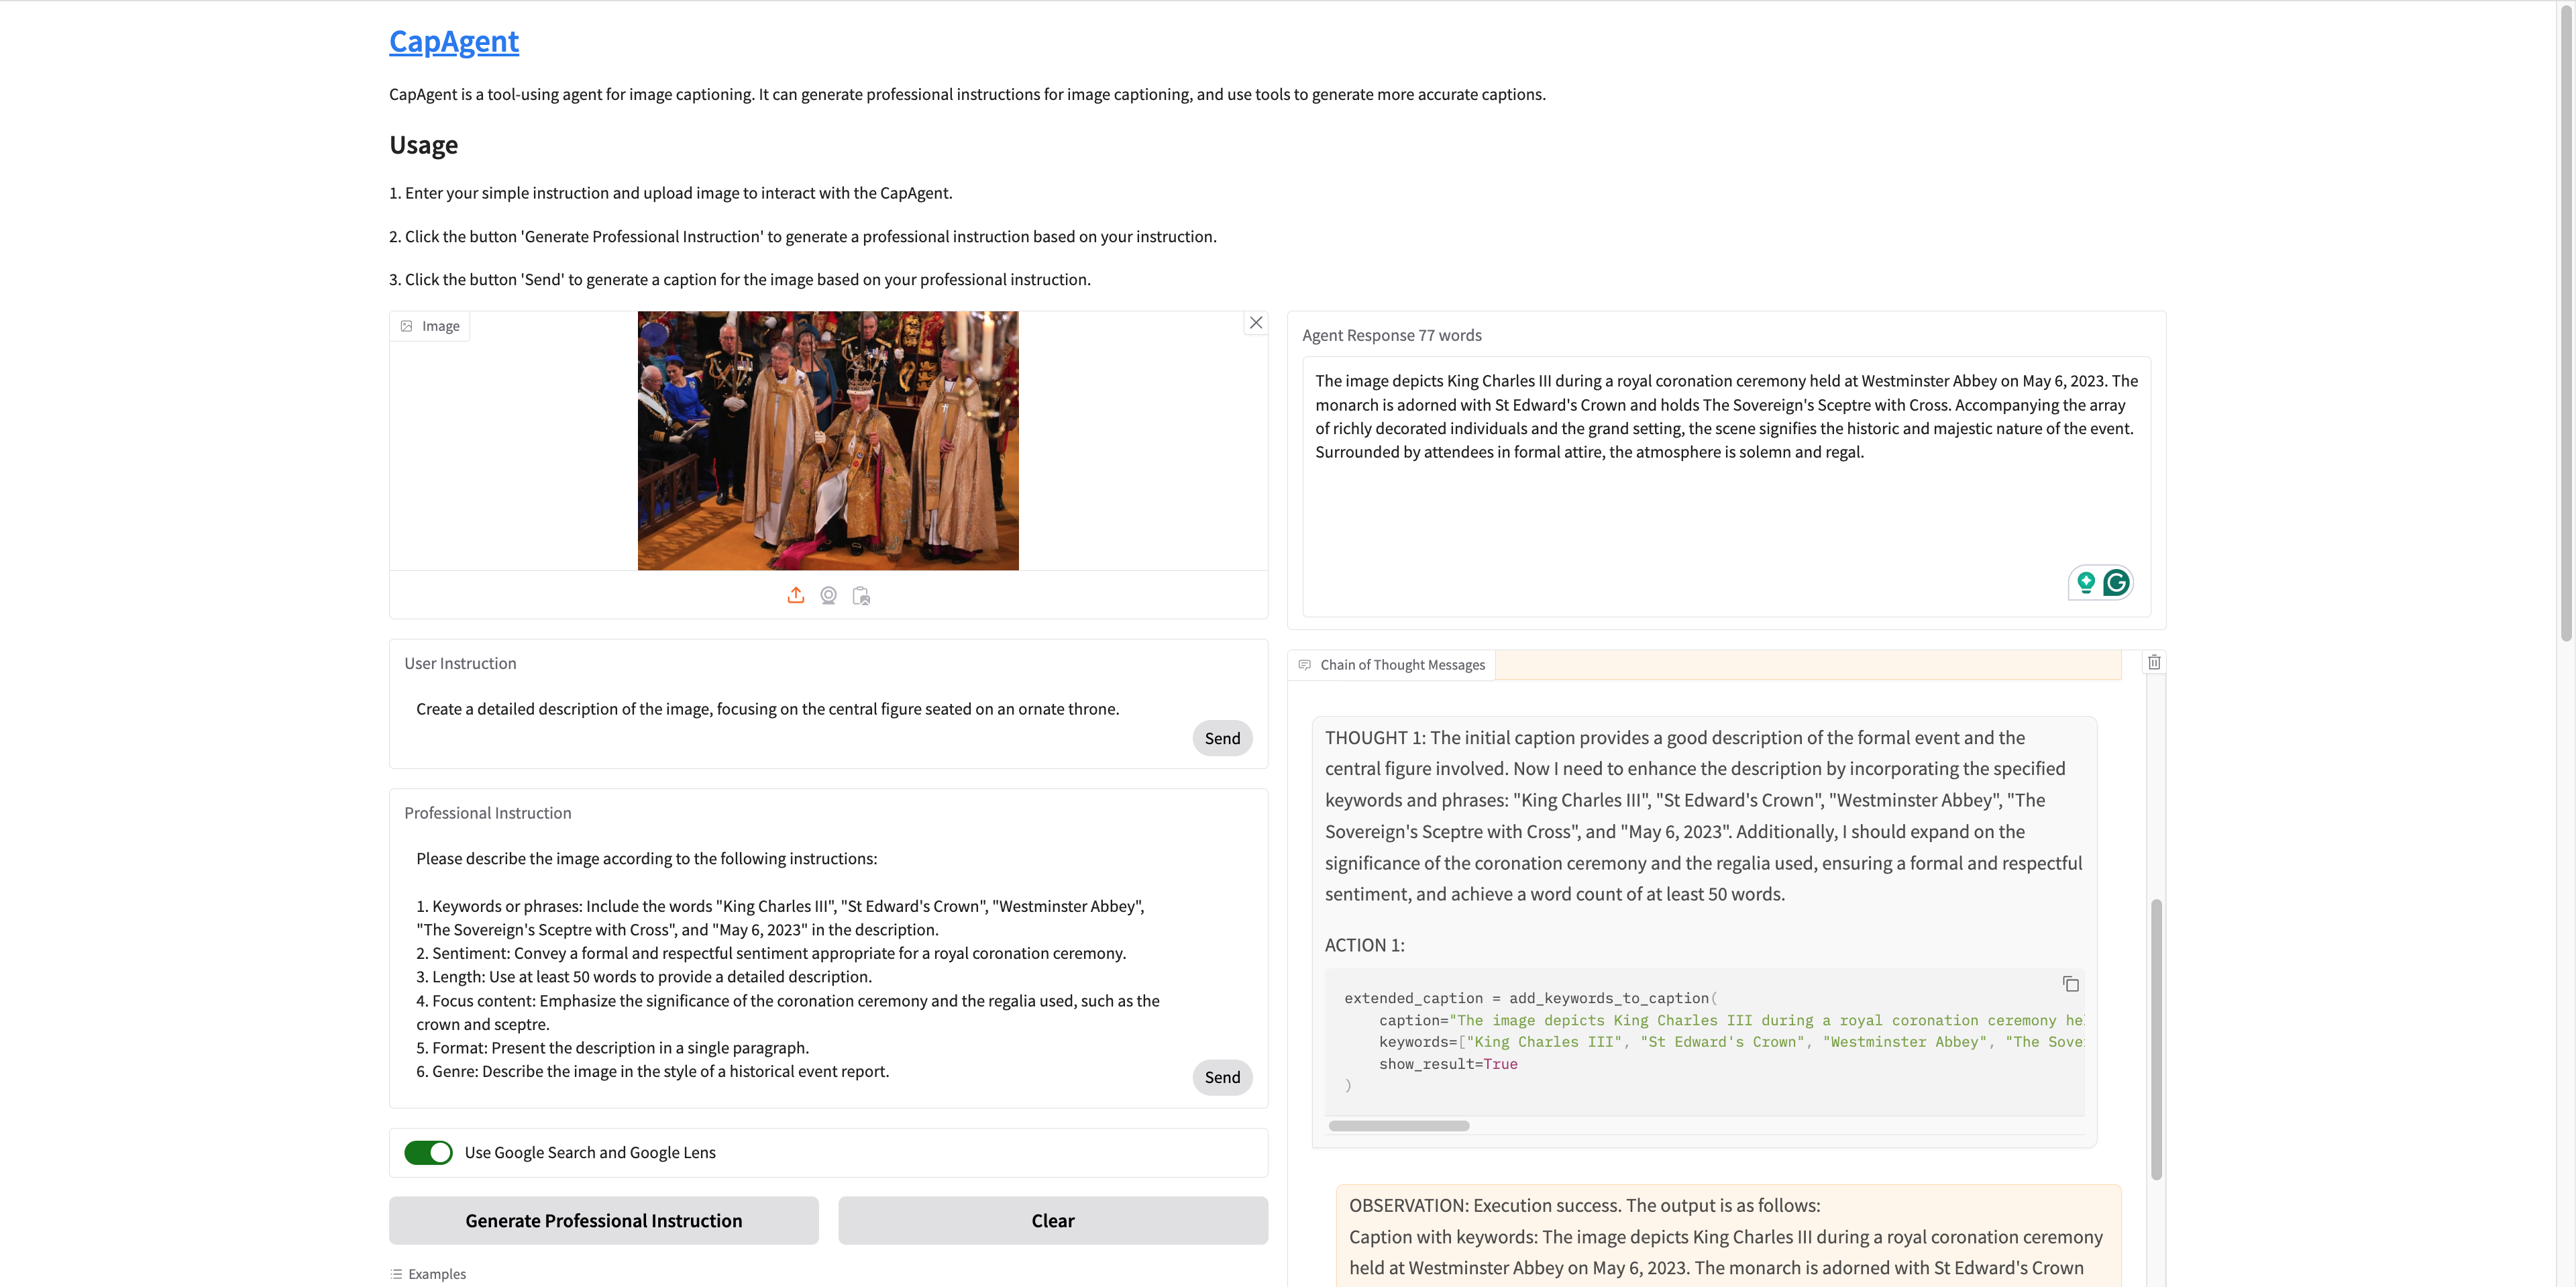 CapAgent
CapAgent is a tool-using agent for image captioning. It can generate professional instructions for image captioning, and use tools to generate more accurate captions.
Usage
1. Enter your simple instruction and upload image to interact with the CapAgent.
2. Click the button 'Generate Professional Instruction' to generate a professional instruction based on your instruction.
3. Click the button 'Send' to generate a caption for the image based on your professional instruction.
Image
User Instruction
Create a detailed description of the image, focusing on the central figure seated on an ornate throne.
Send
Professional Instruction
Please describe the image according to the following instructions:
1. Keywords or phrases: Include the words "King Charles III", "St Edward's Crown", "Westminster Abbey",
"The Sovereign's Sceptre with Cross", and "May 6, 2023" in the description.
2. Sentiment: Convey a formal and respectful sentiment appropriate for a royal coronation ceremony.
3. Length: Use at least 50 words to provide a detailed description.
4. Focus content: Emphasize the significance of the coronation ceremony and the regalia used, such as the
crown and sceptre.
5. Format: Present the description in a single paragraph.
6. Genre: Describe the image in the style of a historical event report.
Send
Use Google Search and Google Lens
Generate Professional Instruction
Clear
Examples
Agent Response 77 words
The image depicts King Charles III during a royal coronation ceremony held at Westminster Abbey on May 6, 2023. The
monarch is adorned with St Edward's Crown and holds The Sovereign's Sceptre with Cross. Accompanying the array
of richly decorated individuals and the grand setting, the scene signifies the historic and majestic nature of the event.
Surrounded by attendees in formal attire, the atmosphere is solemn and regal.
Chain of Thought Messages
THOUGHT 1: The initial caption provides a good description of the formal event and the
central figure involved. Now I need to enhance the description by incorporating the specified
keywords and phrases: "King Charles III", "St Edward's Crown", "Westminster Abbey", "The
Sovereign's Sceptre with Cross", and "May 6, 2023". Additionally, I should expand on the
significance of the coronation ceremony and the regalia used, ensuring a formal and respectful
sentiment, and achieve a word count of at least 50 words.
ACTION 1:
extended_caption = add_keywords_to_caption(
caption="The image depicts King Charles III during a royal coronation ceremony he
keywords=["King Charles III", "St Edward's Crown", "Westminster Abbey", "The Sove
show_result=True
)
OBSERVATION: Execution success. The output is as follows:
Caption with keywords: The image depicts King Charles III during a royal coronation ceremony
held at Westminster Abbey on May 6, 2023. The monarch is adorned with St Edward's Crown